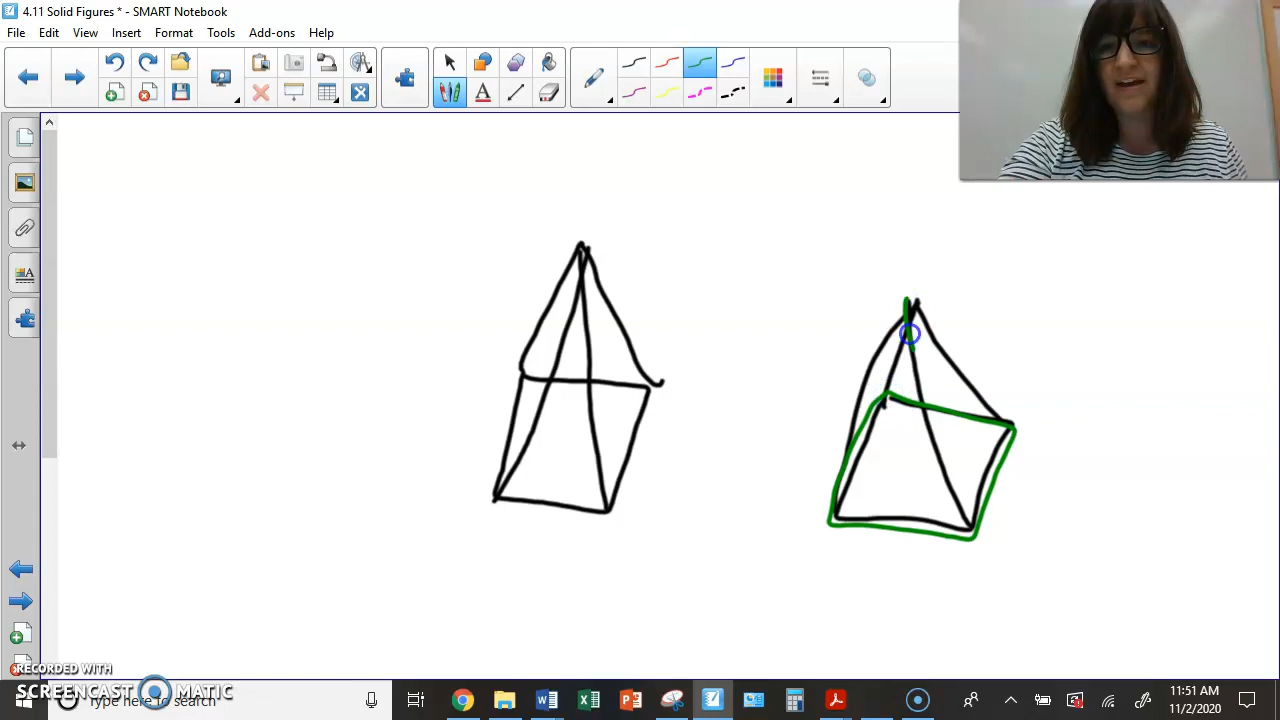 4.11 Solid Figures * - SMART Notebook
File Edit View Insert Format Tools Add-ons Help
RECORDED WITH
SCREENCAST MATIC
Type here to search
11:51 AM
11/2/2020